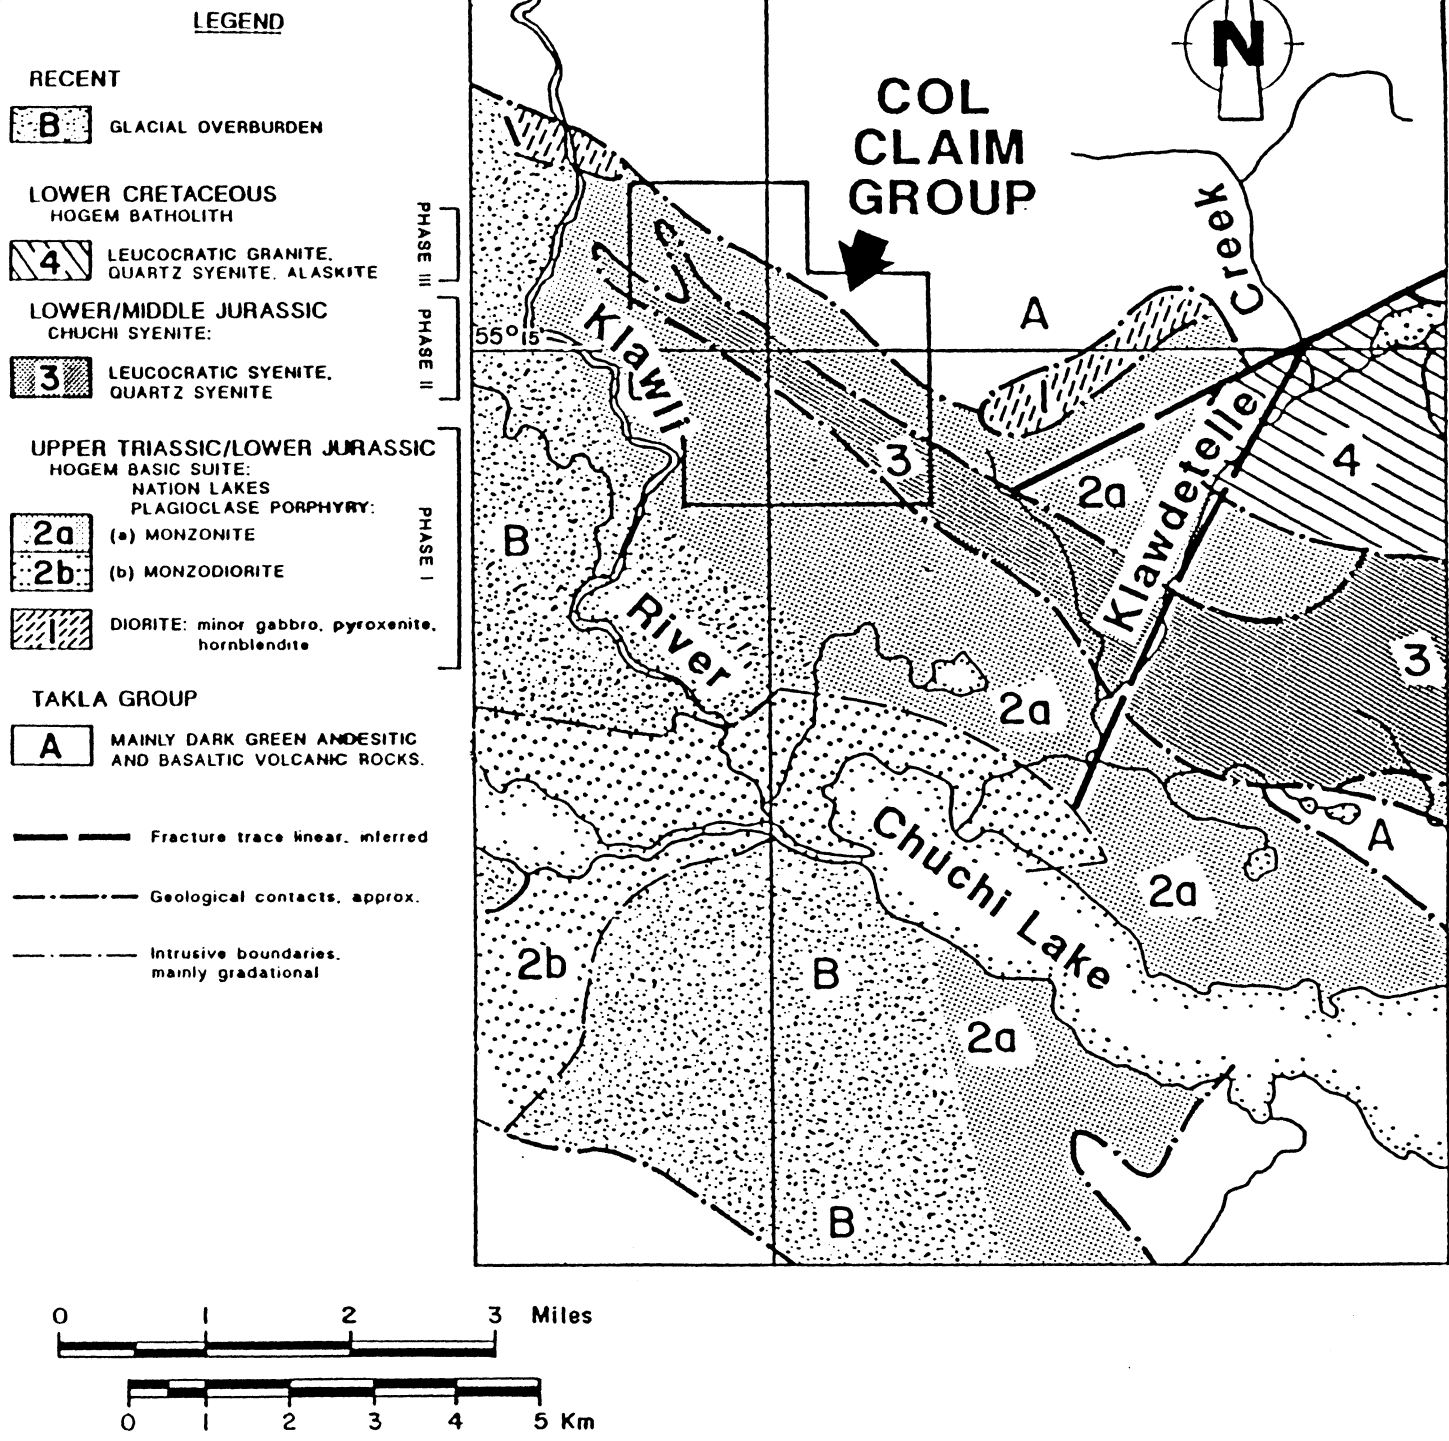 LEGEND
RECENT
B GLACIAL OVERBURDEN
LOWER CRETACEOUS
HOGEM BATHOLITH
4 LEUCOCRATIC GRANITE,
QUARTZ SYENITE, ALASKITE
PHASE III
LOWER/MIDDLE JURASSIC
CHUCHI SYENITE:
3 LEUCOCRATIC SYENITE,
QUARTZ SYENITE
PHASE II
UPPER TRIASSIC/LOWER JURASSIC
HOGEM BASIC SUITE:
NATION LAKES
PLAGIOCLASE PORPHYRY:
2a (a) MONZONITE
2b (b) MONZODIORITE
1 DIORITE: minor gabbro, pyroxenite,
hornblendite
PHASE I
TAKLA GROUP
A MAINLY DARK GREEN ANDESITIC
AND BASALTIC VOLCANIC ROCKS.
Fracture trace linear, inferred
Geological contacts, approx.
Intrusive boundaries,
mainly gradational
N
COL
CLAIM
GROUP
Klawdetelle Creek
A
55° 15
Klawli River
1
3
2a
4
B
3
2a
A
Chuchi Lake
2a
2b
B
2a
B
0 1 2 3 Miles
0 1 2 3 4 5 Km